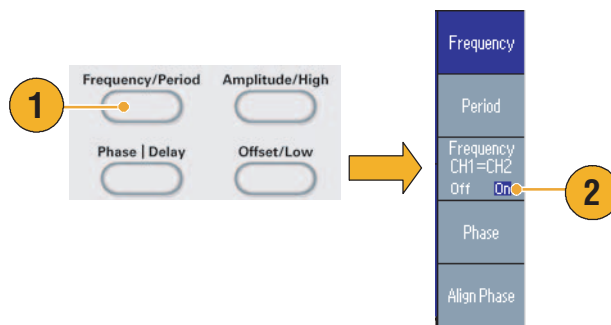 Frequency/Period
Amplitude/High
1
Phase | Delay
Offset/Low
Frequency
Period
Frequency
CH1=CH2
Off On
2
Phase
Align Phase